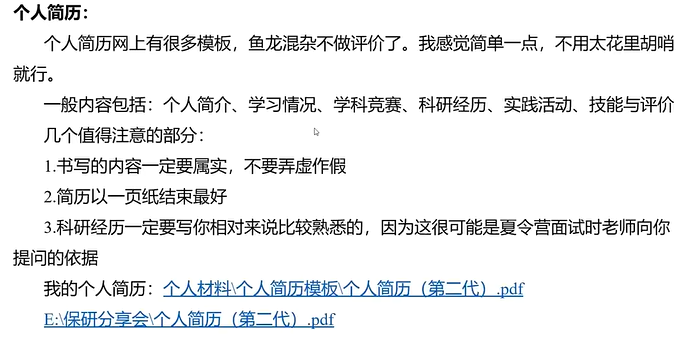 个人简历：
个人简历网上有很多模板，鱼龙混杂不做评价了。我感觉简单一点，不用太花里胡哨
就行。
一般内容包括：个人简介、学习情况、学科竞赛、科研经历、实践活动、技能与评价
几个值得注意的部分：
1.书写的内容一定要属实，不要弄虚作假
2.简历以一页纸结束最好
3.科研经历一定要写你相对来说比较熟悉的，因为这很可能是夏令营面试时老师向你
提问的依据
我的个人简历：个人材料\个人简历模板\个人简历（第二代）.pdf
E:\保研分享会\个人简历（第二代）.pdf